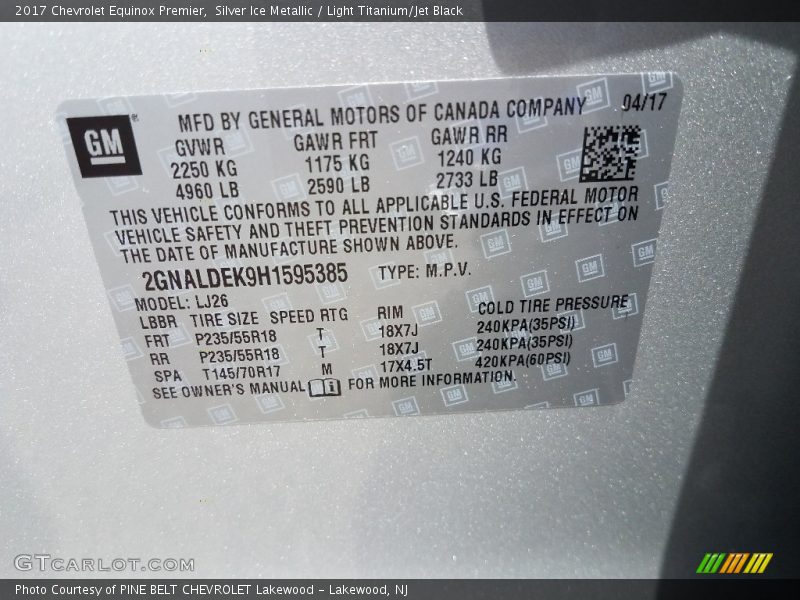 2017 Chevrolet Equinox Premier, Silver Ice Metallic / Light Titanium/Jet Black
GM
MFD BY GENERAL MOTORS OF CANADA COMPANY 04/17
GVWR GAWR FRT GAWR RR
2250 KG 1175 KG 1240 KG
4960 LB 2590 LB 2733 LB
THIS VEHICLE CONFORMS TO ALL APPLICABLE U.S. FEDERAL MOTOR
VEHICLE SAFETY AND THEFT PREVENTION STANDARDS IN EFFECT ON
THE DATE OF MANUFACTURE SHOWN ABOVE.
2GNALDEK9H1595385 TYPE: M.P.V.
MODEL: LJ26
LBBR TIRE SIZE SPEED RTG RIM COLD TIRE PRESSURE
FRT P235/55R18 T 18X7J 240KPA(35PSI)
RR P235/55R18 T 18X7J 240KPA(35PSI)
SPA T145/70R17 M 17X4.5T 420KPA(60PSI)
SEE OWNER'S MANUAL FOR MORE INFORMATION.
GTCARLOT.COM
Photo Courtesy of PINE BELT CHEVROLET Lakewood - Lakewood, NJ